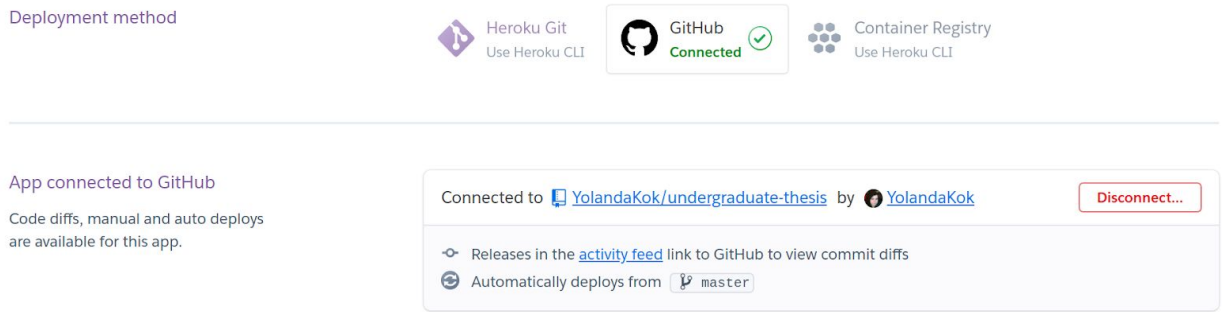 Deployment method
Heroku Git
Use Heroku CLI
GitHub
Connected
Container Registry
Use Heroku CLI
App connected to GitHub
Code diffs, manual and auto deploys
are available for this app.
Connected to YolandaKok/undergraduate-thesis by YolandaKok
Disconnect...
Releases in the activity feed link to GitHub to view commit diffs
Automatically deploys from master